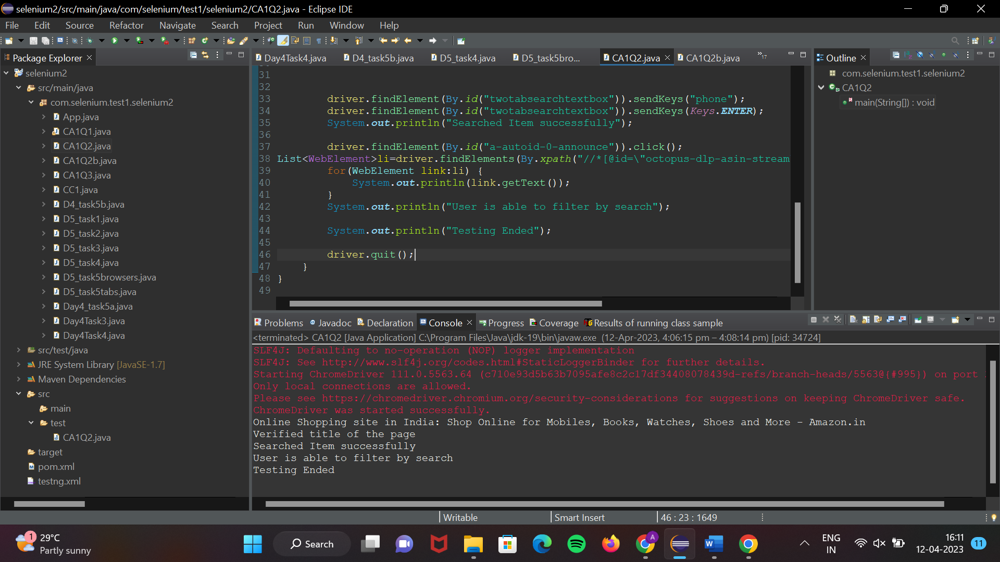 selenium2/src/main/java/com/selenium/test1/selenium2/CA1Q2.java - Eclipse IDE
File Edit Source Refactor Navigate Search Project Run Window Help
Package Explorer
selenium2
src/main/java
com.selenium.test1.selenium2
App.java
CA1Q1.java
CA1Q2.java
CA1Q2b.java
CA1Q3.java
CC1.java
D4_task5b.java
D5_task1.java
D5_task2.java
D5_task3.java
D5_task4.java
D5_task5browsers.java
D5_task5tabs.java
Day4_task5a.java
Day4Task3.java
Day4Task4.java
src/test/java
JRE System Library [JavaSE-1.7]
Maven Dependencies
src
main
test
CA1Q2.java
target
pom.xml
testng.xml
Day4Task4.java D4_task5b.java D5_task4.java D5_task5bro... CA1Q2.java CA1Q2b.java »17
31
32
33 driver.findElement(By.id("twotabsearchtextbox")).sendKeys("phone");
34 driver.findElement(By.id("twotabsearchtextbox")).sendKeys(Keys.ENTER);
35 System.out.println("Searched Item successfully");
36
37 driver.findElement(By.id("a-autoid-0-announce")).click();
38 List<WebElement>li=driver.findElements(By.xpath("//*[@id=\"octopus-dlp-asin-stream
39 for(WebElement link:li) {
40 System.out.println(link.getText());
41 }
42 System.out.println("User is able to filter by search");
43
44 System.out.println("Testing Ended");
45
46 driver.quit();
47 }
48 }
49
Outline
com.selenium.test1.selenium2
CA1Q2
main(String[]) : void
Problems Javadoc Declaration Console Progress Coverage Results of running class sample
<terminated> CA1Q2 [Java Application] C:\Program Files\Java\jdk-19\bin\javaw.exe (12-Apr-2023, 4:06:15 pm – 4:08:14 pm) [pid: 34724]
SLF4J: Defaulting to no-operation (NOP) logger implementation
SLF4J: See http://www.slf4j.org/codes.html#StaticLoggerBinder for further details.
Starting ChromeDriver 111.0.5563.64 (c710e93d5b63b7095afe8c2c17df34408078439d-refs/branch-heads/5563@{#995}) on port
Only local connections are allowed.
Please see https://chromedriver.chromium.org/security-considerations for suggestions on keeping ChromeDriver safe.
ChromeDriver was started successfully.
Online Shopping site in India: Shop Online for Mobiles, Books, Watches, Shoes and More - Amazon.in
Verified title of the page
Searched Item successfully
User is able to filter by search
Testing Ended
Writable Smart Insert 46 : 23 : 1649
1
29°C
Partly sunny
Search
A
ENG
IN
16:11
12-04-2023
11